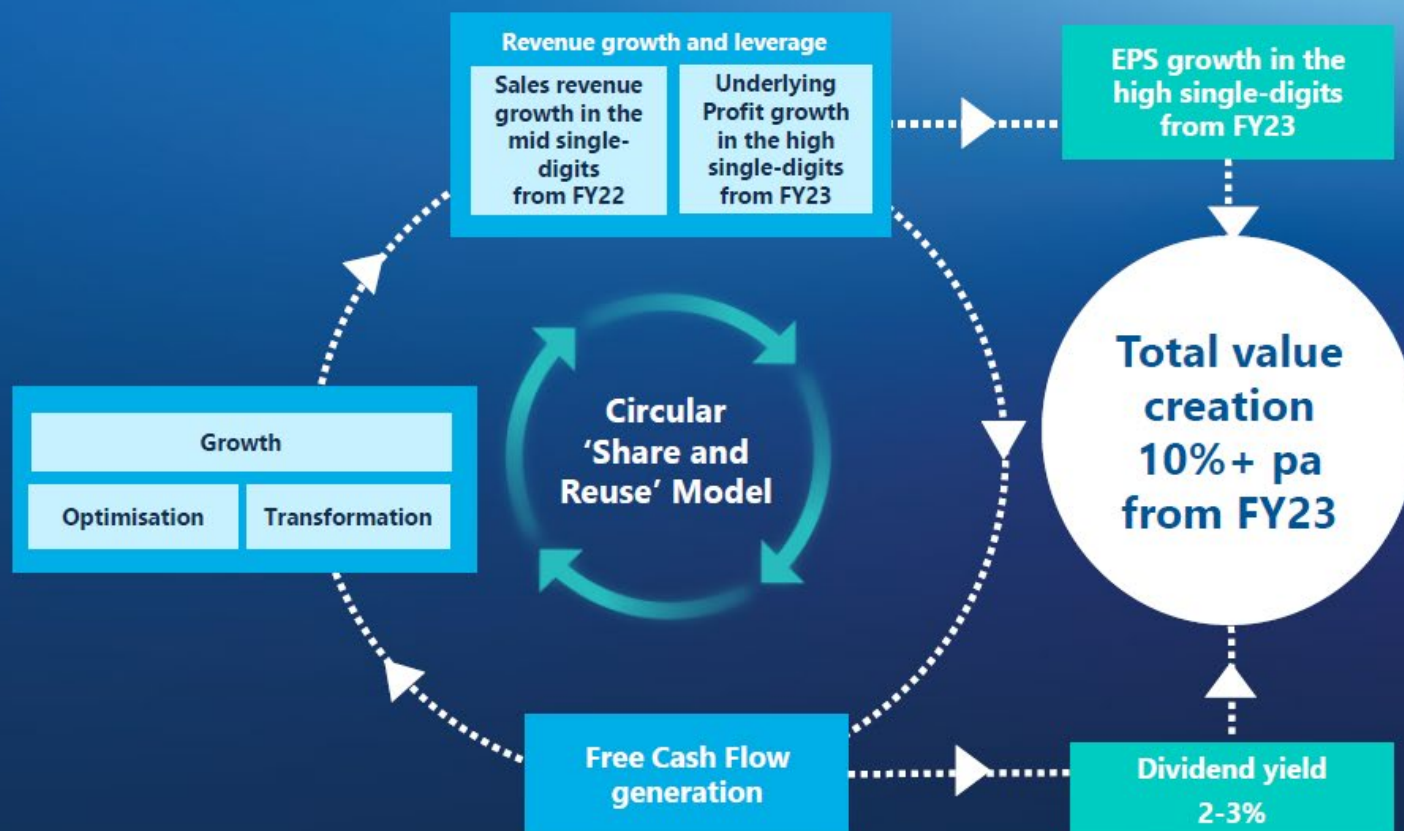 Revenue growth and leverage
Sales revenue
growth in the
mid single-
digits
from FY22
Underlying
Profit growth
in the high
single-digits
from FY23
EPS growth in the
high single-digits
from FY23
Growth
Optimisation
Transformation
Circular
‘Share and
Reuse’ Model
Total value
creation
10%+ pa
from FY23
Free Cash Flow
generation
Dividend yield
2-3%